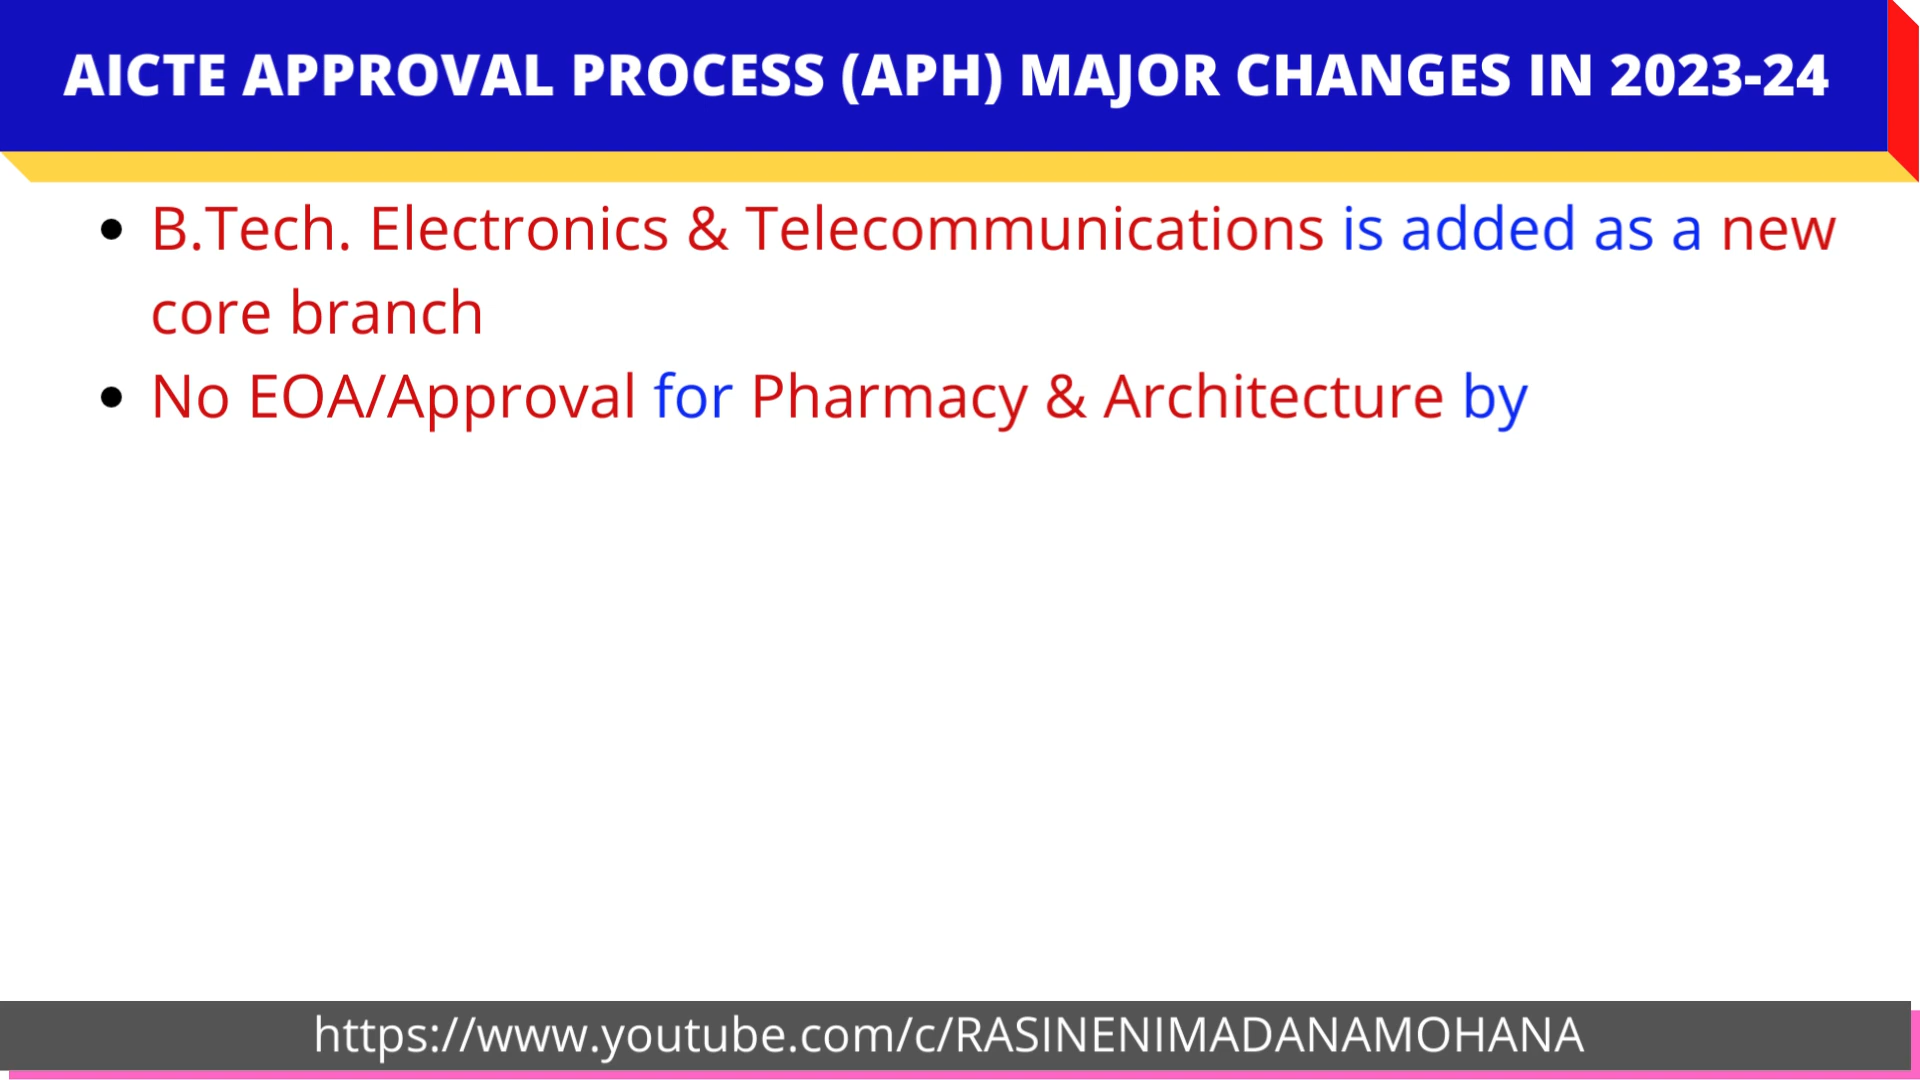 AICTE APPROVAL PROCESS (APH) MAJOR CHANGES IN 2023-24
• B.Tech. Electronics & Telecommunications is added as a new
core branch
• No EOA/Approval for Pharmacy & Architecture by
https://www.youtube.com/c/RASINENIMADANAMOHANA